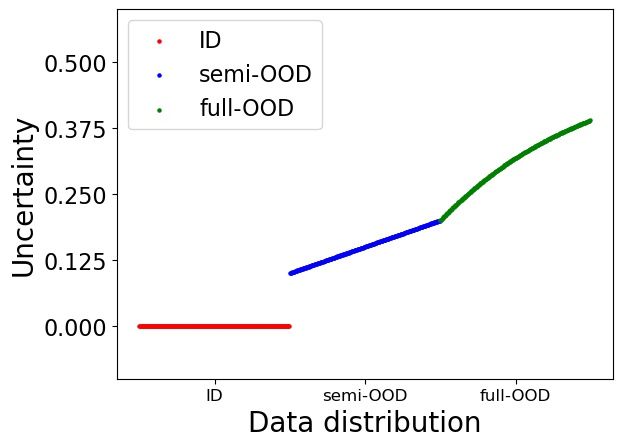 ID
semi-OOD
full-OOD
0.500
0.375
0.250
0.125
0.000
Uncertainty
ID semi-OOD full-OOD
Data distribution